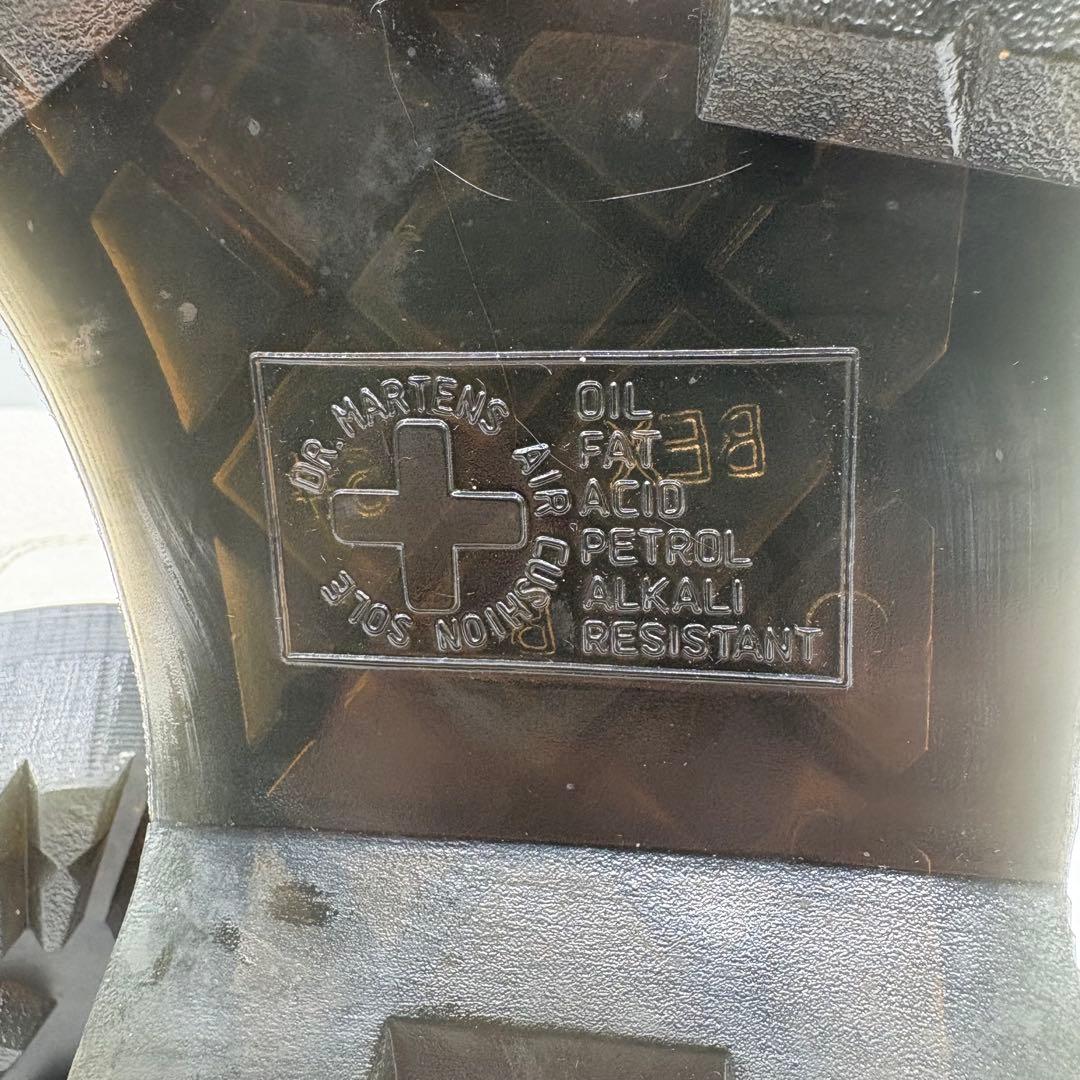 DR. MARTENS AIR CUSHION SOLE
OIL
FAT
ACID
PETROL
ALKALI
RESISTANT